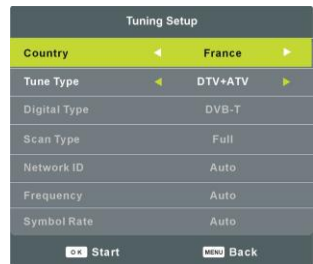 Tuning Setup
Country France
Tune Type DTV+ATV
Digital Type DVB-T
Scan Type Full
Network ID Auto
Frequency Auto
Symbol Rate Auto
OK Start MENU Back